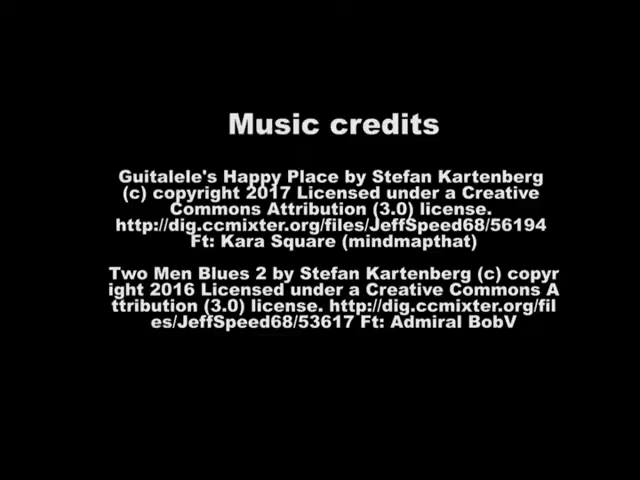 Music credits
Guitalele's Happy Place by Stefan Kartenberg
(c) copyright 2017 Licensed under a Creative
Commons Attribution (3.0) license.
http://dig.ccmixter.org/files/JeffSpeed68/56194
Ft: Kara Square (mindmapthat)
Two Men Blues 2 by Stefan Kartenberg (c) copyr
ight 2016 Licensed under a Creative Commons A
ttribution (3.0) license. http://dig.ccmixter.org/fil
es/JeffSpeed68/53617 Ft: Admiral BobV